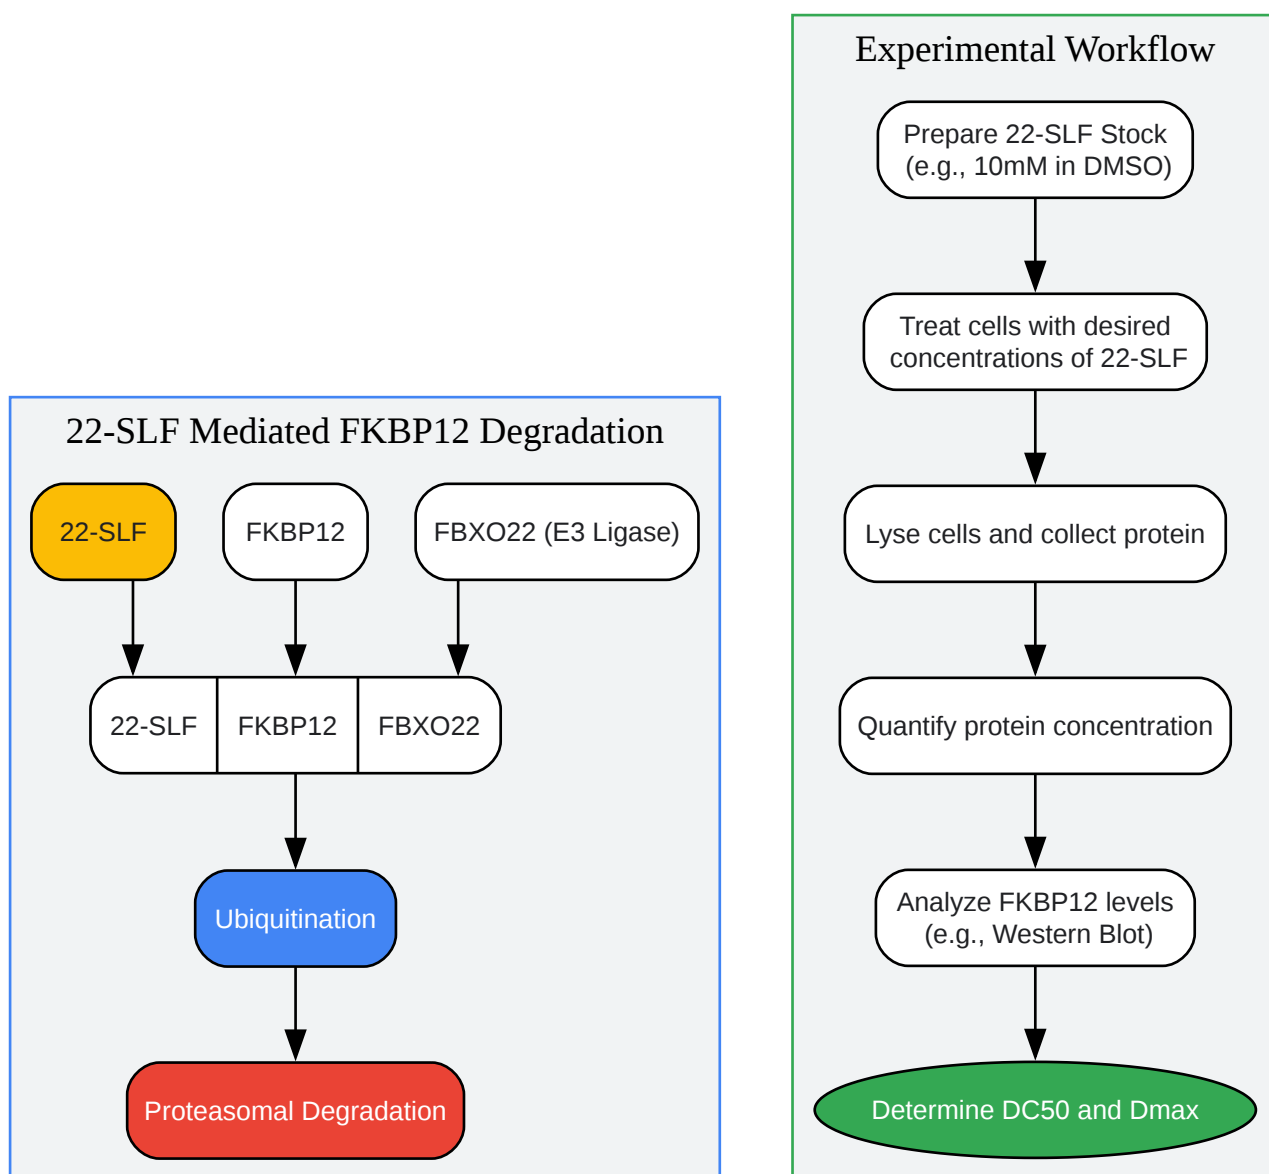 22-SLF Mediated FKBP12 Degradation
22-SLF
FKBP12
FBXO22 (E3 Ligase)
22-SLF
FKBP12
FBXO22
Ubiquitination
Proteasomal Degradation
Experimental Workflow
Prepare 22-SLF Stock
(e.g., 10mM in DMSO)
Treat cells with desired
concentrations of 22-SLF
Lyse cells and collect protein
Quantify protein concentration
Analyze FKBP12 levels
(e.g., Western Blot)
Determine DC50 and Dmax